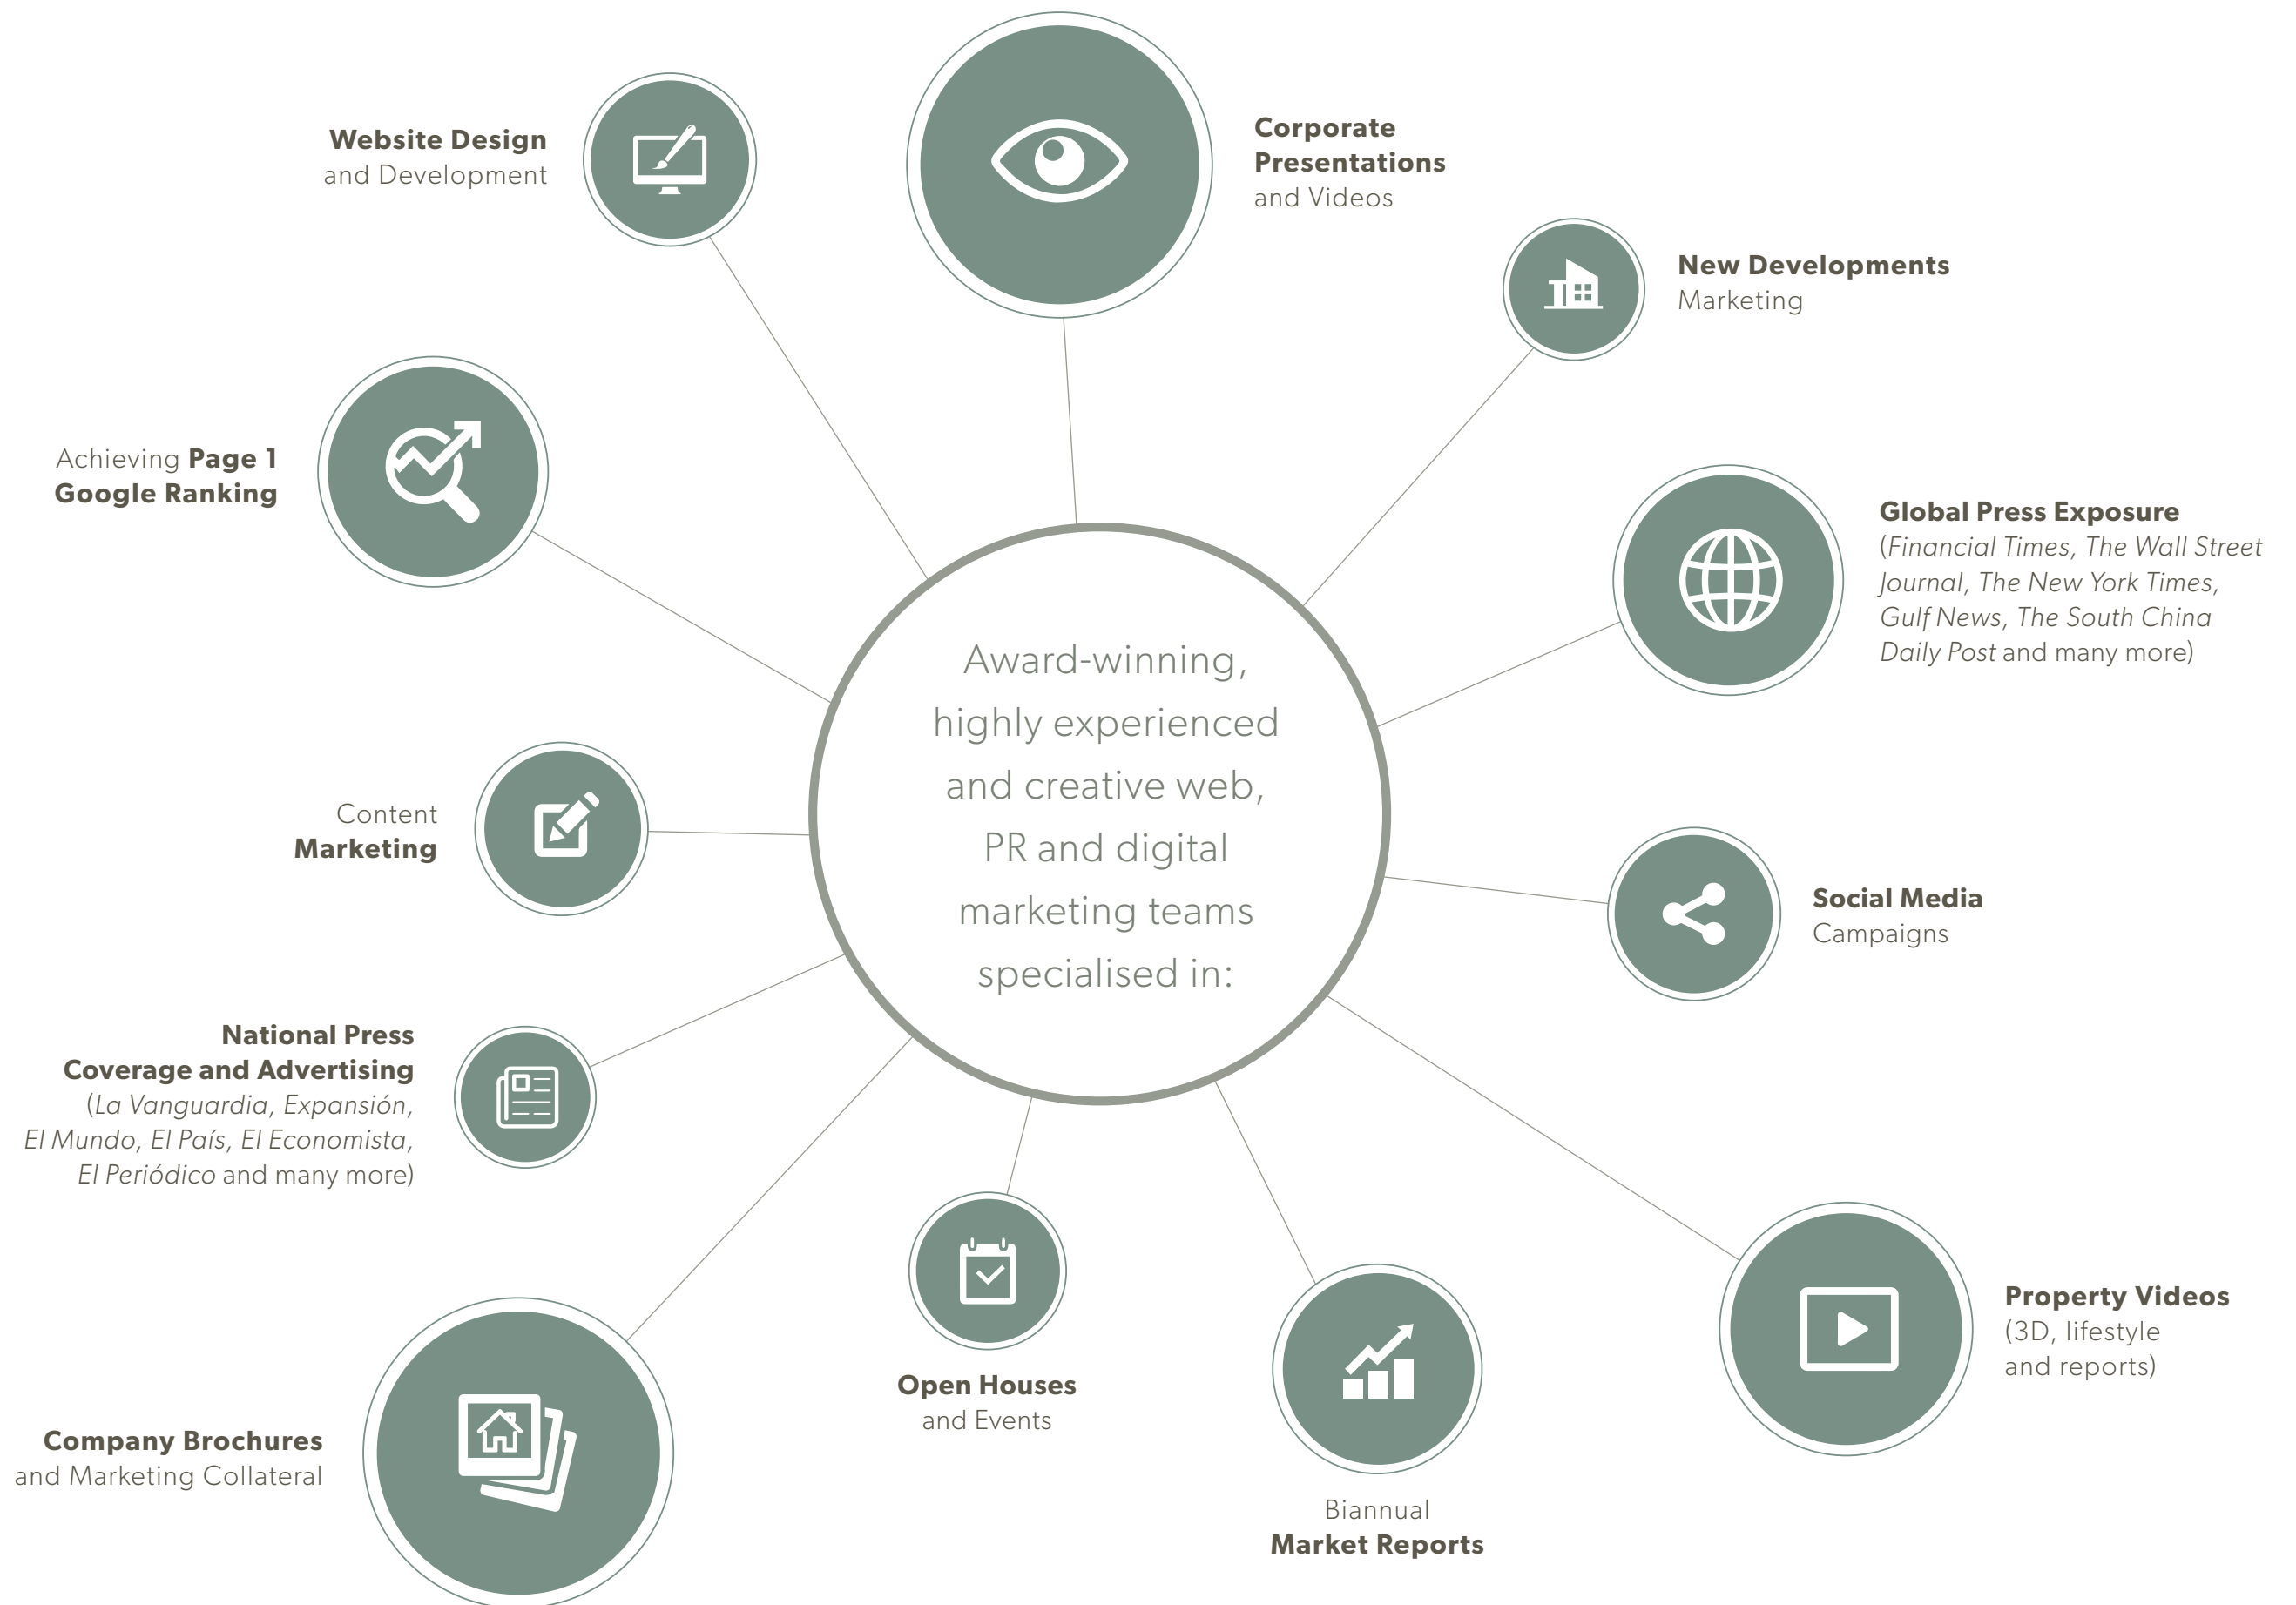 Website Design
and Development
Corporate
Presentations
and Videos
New Developments
Marketing
Achieving Page 1
Google Ranking
Global Press Exposure
(Financial Times, The Wall Street
Journal, The New York Times,
Gulf News, The South China
Daily Post and many more)
Award-winning,
highly experienced
and creative web,
PR and digital
marketing teams
specialised in:
Content
Marketing
Social Media
Campaigns
National Press
Coverage and Advertising
(La Vanguardia, Expansión,
El Mundo, El País, El Economista,
El Periódico and many more)
Property Videos
(3D, lifestyle
and reports)
Open Houses
and Events
Company Brochures
and Marketing Collateral
Biannual
Market Reports